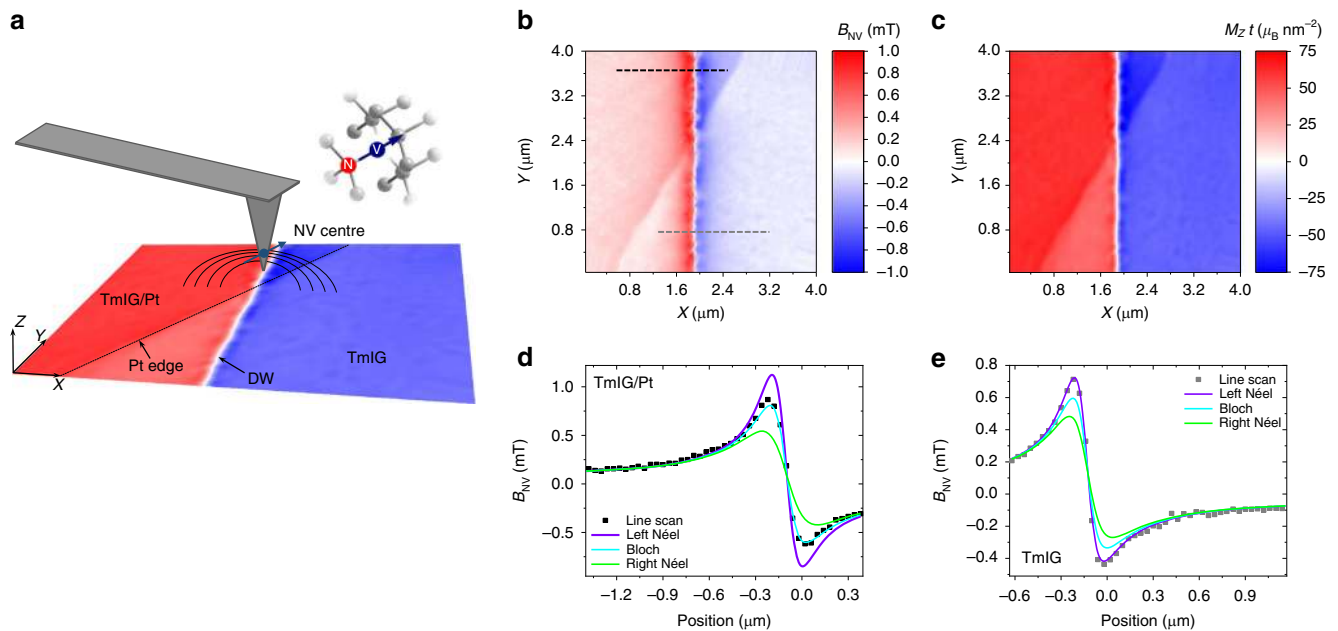 a
N
V
NV centre
TmIG/Pt
TmIG
Pt edge
DW
Z
Y
X
b
B_NV (mT)
4.0
3.2
2.4
1.6
0.8
Y (μm)
0.8 1.6 2.4 3.2 4.0
X (μm)
1.0
0.8
0.6
0.4
0.2
0.0
−0.2
−0.4
−0.6
−0.8
−1.0
c
M_Z t (μ_B nm⁻²)
4.0
3.2
2.4
1.6
0.8
Y (μm)
0.8 1.6 2.4 3.2 4.0
X (μm)
75
50
25
0
−25
−50
−75
d
TmIG/Pt
1.0
0.5
0.0
−0.5
B_NV (mT)
Line scan
Left Néel
Bloch
Right Néel
−1.2 −0.9 −0.6 −0.3 0.0 0.3
Position (μm)
e
0.8
0.6
0.4
0.2
0.0
−0.2
−0.4
B_NV (mT)
Line scan
Left Néel
Bloch
Right Néel
TmIG
−0.6 −0.3 0.0 0.3 0.6 0.9
Position (μm)